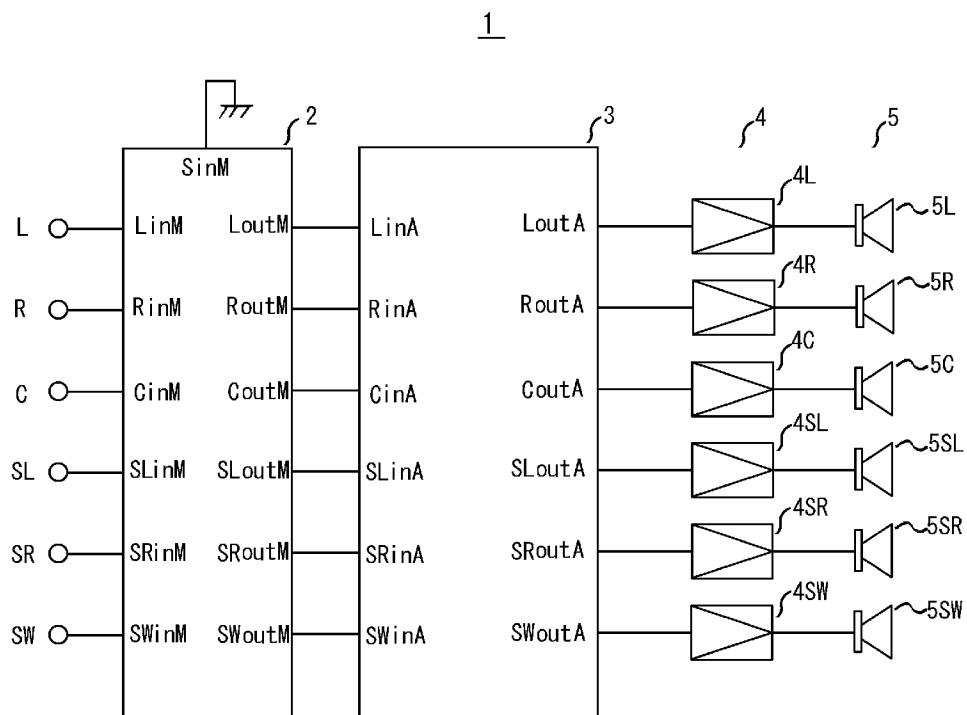 1
2 3 4 5
SinM
4L 5L
L LinM LoutM LinA LoutA
4R 5R
R RinM RoutM RinA RoutA
4C 5C
C CinM CoutM CinA CoutA
4SL 5SL
SL SLinM SLoutM SLinA SLoutA
4SR 5SR
SR SRinM SRoutM SRinA SRoutA
4SW 5SW
SW SWinM SWoutM SWinA SWoutA